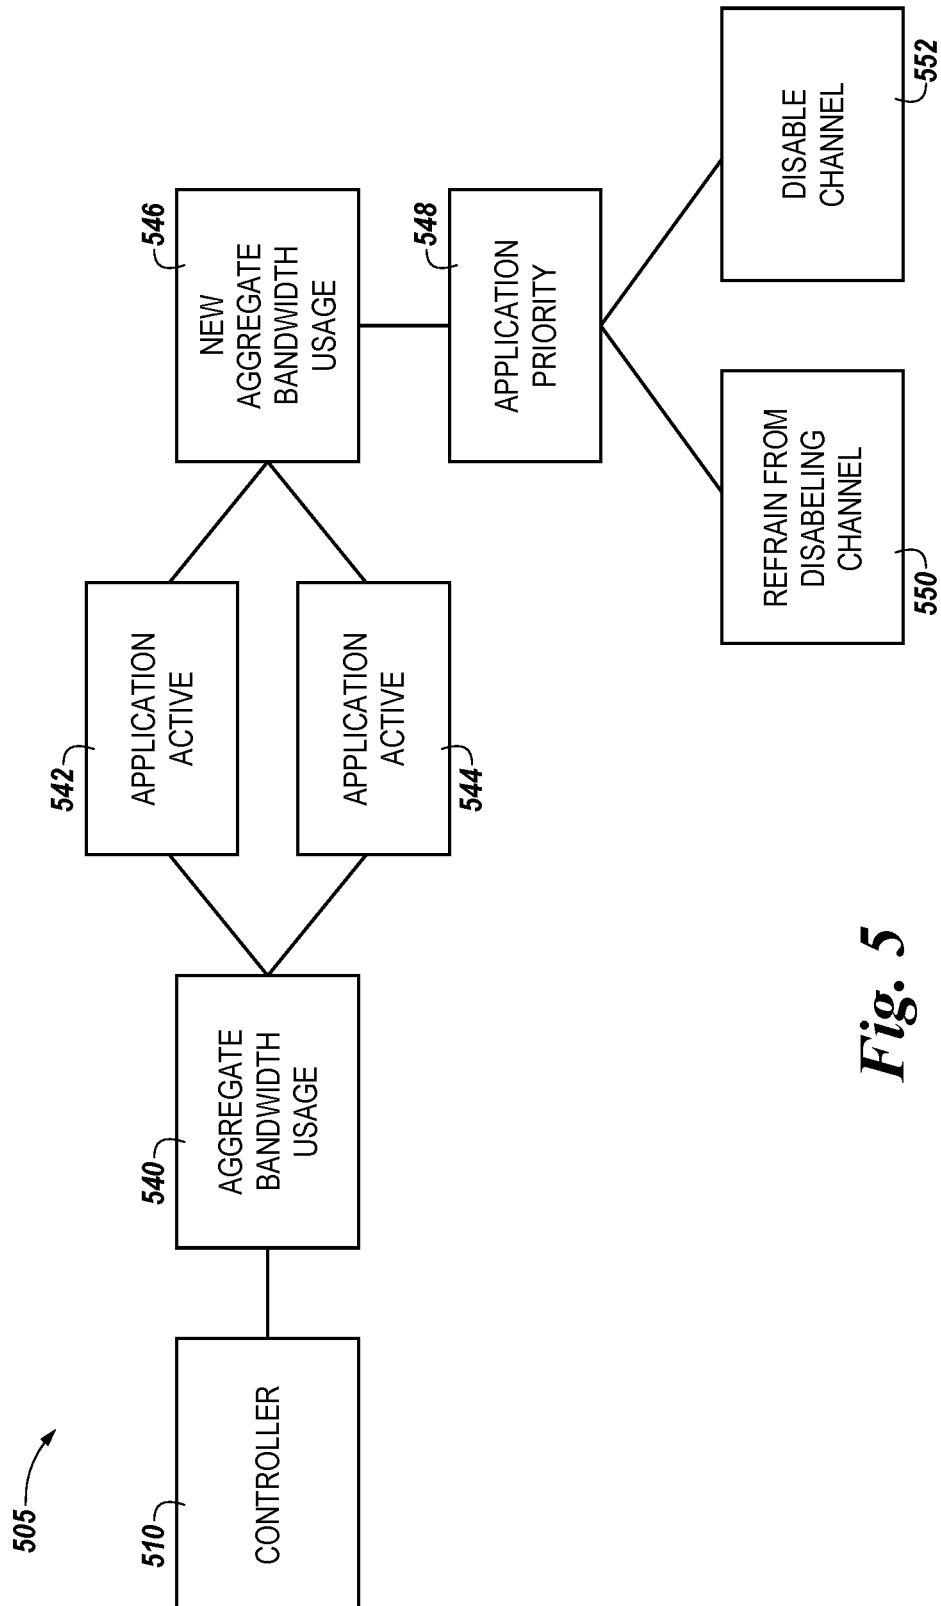 505
510
CONTROLLER
540
AGGREGATE
BANDWIDTH
USAGE
542
APPLICATION
ACTIVE
544
APPLICATION
ACTIVE
546
NEW
AGGREGATE
BANDWIDTH
USAGE
548
APPLICATION
PRIORITY
550
REFRAIN FROM
DISABELING
CHANNEL
552
DISABLE
CHANNEL
Fig. 5